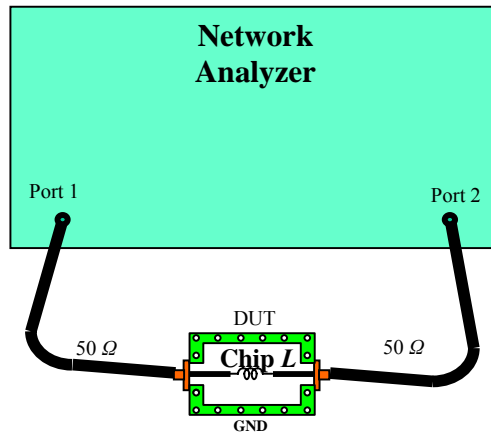 Network
Analyzer
Port 1
Port 2
DUT
50 Ω
Chip L
50 Ω
GND